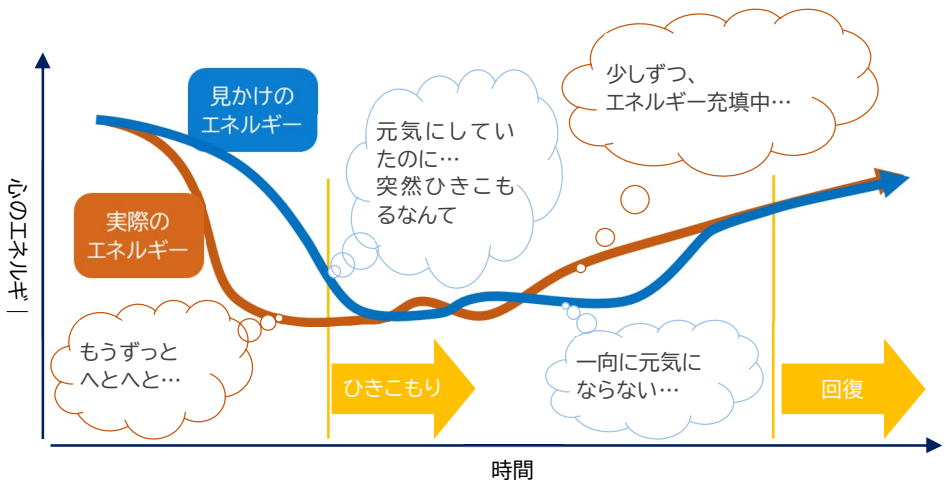 見かけの
エネルギー
実際の
エネルギー
元気にしてい
たのに…
突然ひきこも
るなんて
少しずつ、
エネルギー充填中…
もうずっと
へとへと…
一向に元気に
ならない…
ひきこもり
回復
心のエネルギー
時間